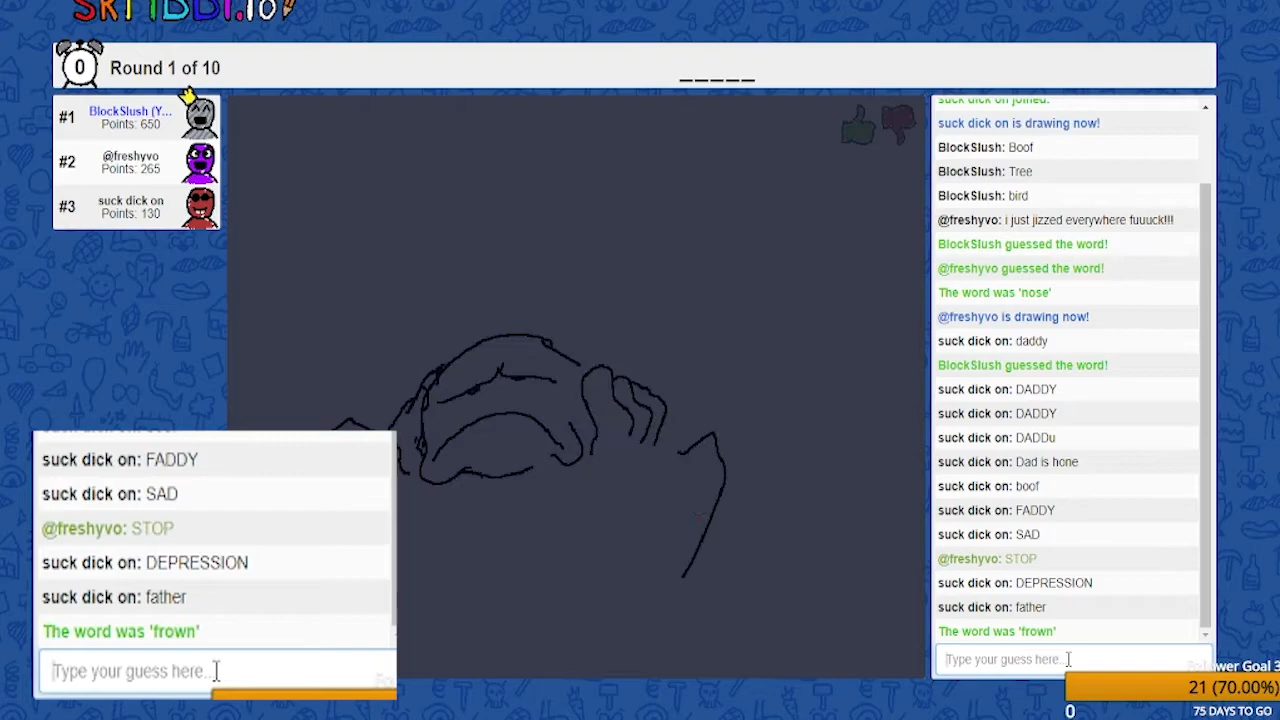 skribbl.io
0
Round 1 of 10
_____
#1
BlockSlush (Y...
Points: 650
#2
@freshyvo
Points: 265
#3
suck dick on
Points: 130
suck dick on joined.
suck dick on is drawing now!
BlockSlush: Boof
BlockSlush: Tree
BlockSlush: bird
@freshyvo: i just jizzed everywhere fuuuck!!!
BlockSlush guessed the word!
@freshyvo guessed the word!
The word was 'nose'
@freshyvo is drawing now!
suck dick on: daddy
BlockSlush guessed the word!
suck dick on: DADDY
suck dick on: DADDY
suck dick on: DADDu
suck dick on: Dad is hone
suck dick on: boof
suck dick on: FADDY
suck dick on: SAD
@freshyvo: STOP
suck dick on: DEPRESSION
suck dick on: father
The word was 'frown'
Type your guess here...
suck dick on: FADDY
suck dick on: SAD
@freshyvo: STOP
suck dick on: DEPRESSION
suck dick on: father
The word was 'frown'
Type your guess here...
Goal 3
21 (70.00%)
0
75 DAYS TO GO